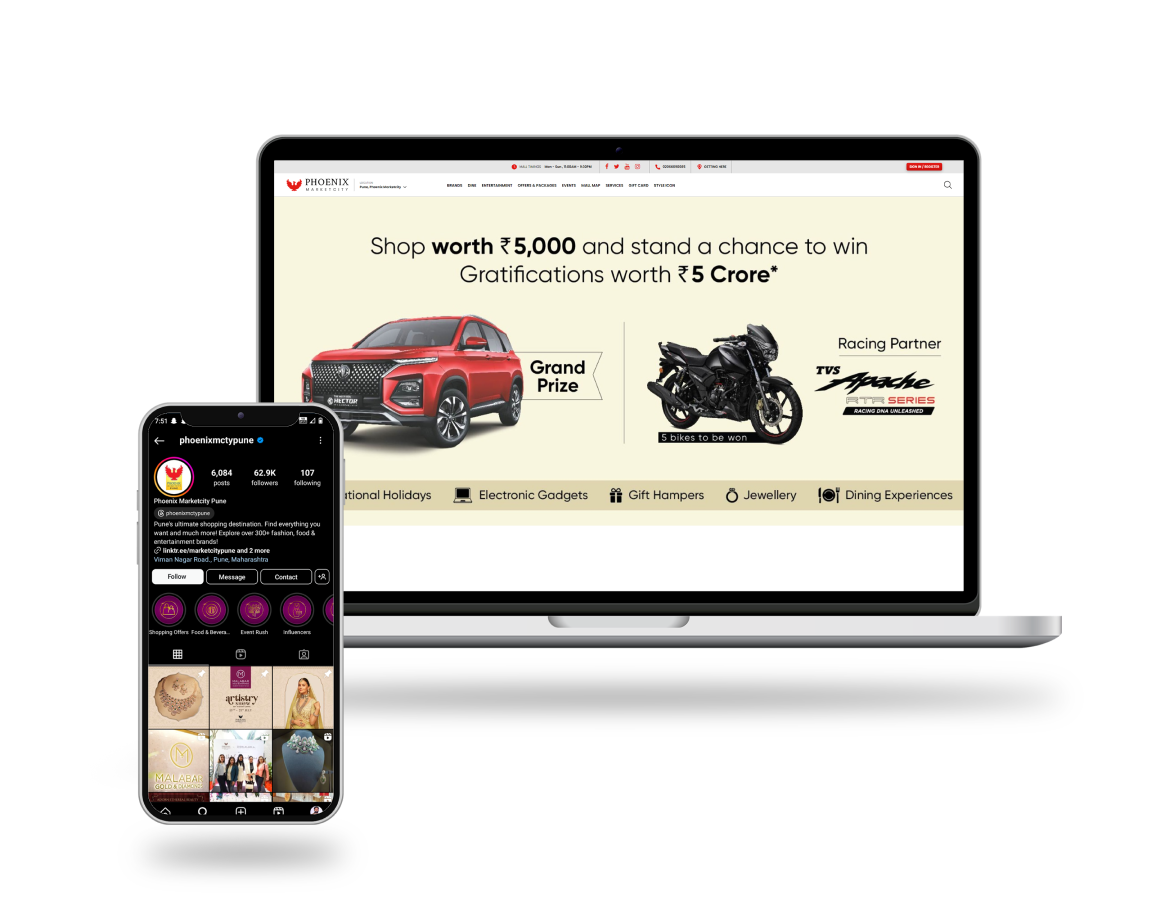 MALL TIMINGS Mon - Sun, 11:00AM - 11:00PM
GETTING HERE
SIGN IN / REGISTER
PHOENIX
MARKETCITY
Pune, Phoenix Marketcity
BRANDS DINE ENTERTAINMENT OFFERS & PACKAGES EVENTS MALL MAP SERVICES GIFT CARD STYLE ICON
Shop worth ₹5,000 and stand a chance to win
Gratifications worth ₹5 Crore*
Grand
Prize
HECTOR
5 bikes to be won
Racing Partner
TVS
Apache
RTR SERIES
RACING DNA UNLEASHED
ational Holidays
Electronic Gadgets
Gift Hampers
Jewellery
Dining Experiences
7:51
phoenixmctypune
6,084 62.9K 107
posts followers following
Phoenix Marketcity Pune
phoenixmctypune
Pune's ultimate shopping destination. Find everything you
want and much more! Explore over 300+ fashion, food &
entertainment brands!
linktr.ee/marketcitypune and 2 more
Viman Nagar Road., Pune, Maharashtra
Follow Message Contact
Shopping Offers Food & Bevera... Event Rush Influencers
MALABAR
artistry
MALABAR
GOLD & DIAMONDS